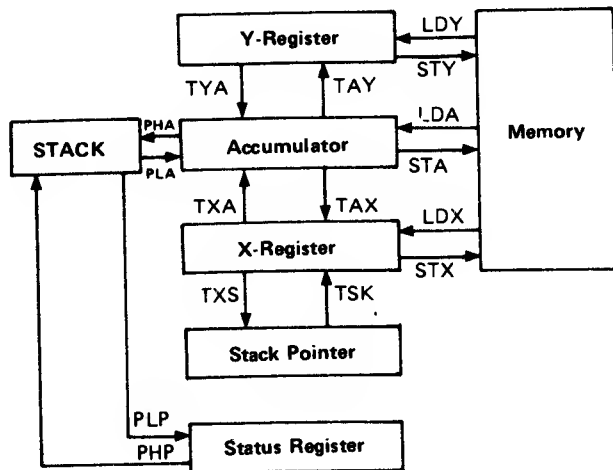 Y-Register
LDY
STY
TYA
TAY
Memory
STACK
PHA
PLA
Accumulator
LDA
STA
TXA
TAX
X-Register
LDX
STX
TXS
TSK
Stack Pointer
PLP
PHP
Status Register